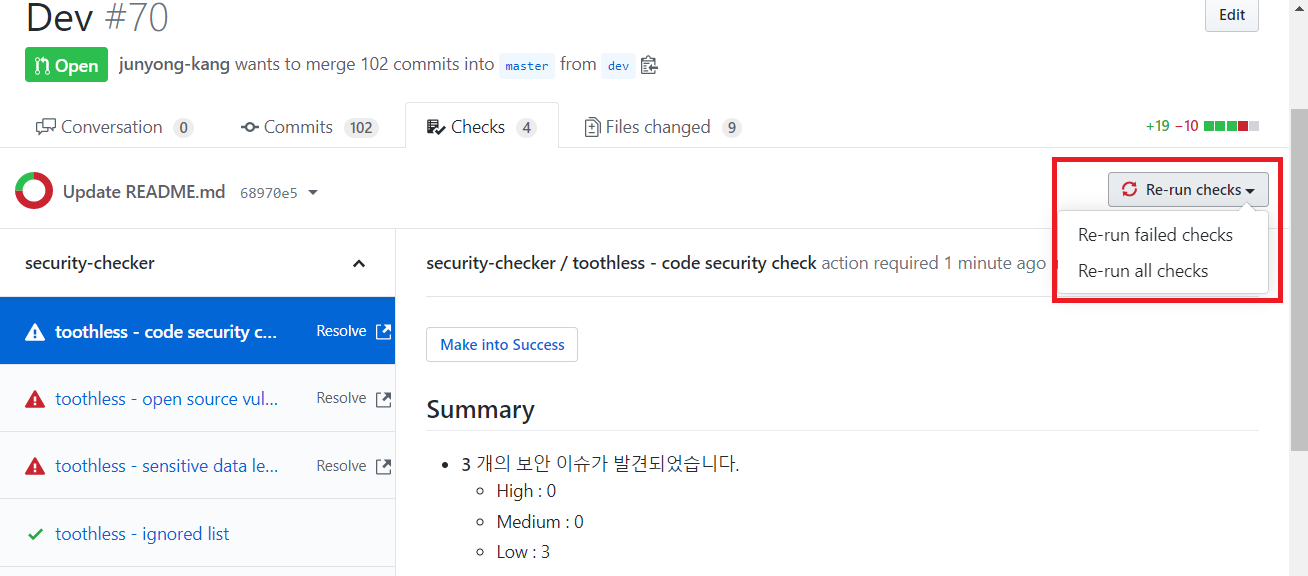 Dev #70
Edit
Open junyong-kang wants to merge 102 commits into master from dev
Conversation 0 Commits 102 Checks 4 Files changed 9 +19 −10
Update README.md 68970e5
Re-run checks
Re-run failed checks
Re-run all checks
security-checker
security-checker / toothless - code security check action required 1 minute ago
toothless - code security c... Resolve
toothless - open source vul... Resolve
toothless - sensitive data le... Resolve
toothless - ignored list
Make into Success
Summary
3 개의 보안 이슈가 발견되었습니다.
High : 0
Medium : 0
Low : 3